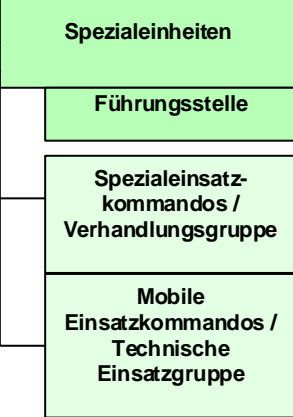 Spezialeinheiten
Führungsstelle
Spezialeinsatz-
kommandos /
Verhandlungsgruppe
Mobile
Einsatzkommandos /
Technische
Einsatzgruppe